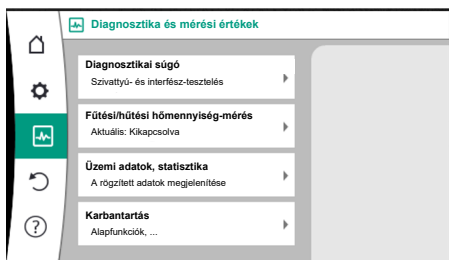 Diagnosztika és mérési értékek
Diagnosztikai súgó
Szivattyú- és interfész-tesztelés
Fűtési/hűtési hőmennyiség-mérés
Aktuális: Kikapcsolva
Üzemi adatok, statisztika
A rögzített adatok megjelenítése
Karbantartás
Alapfunkciók, ...
?